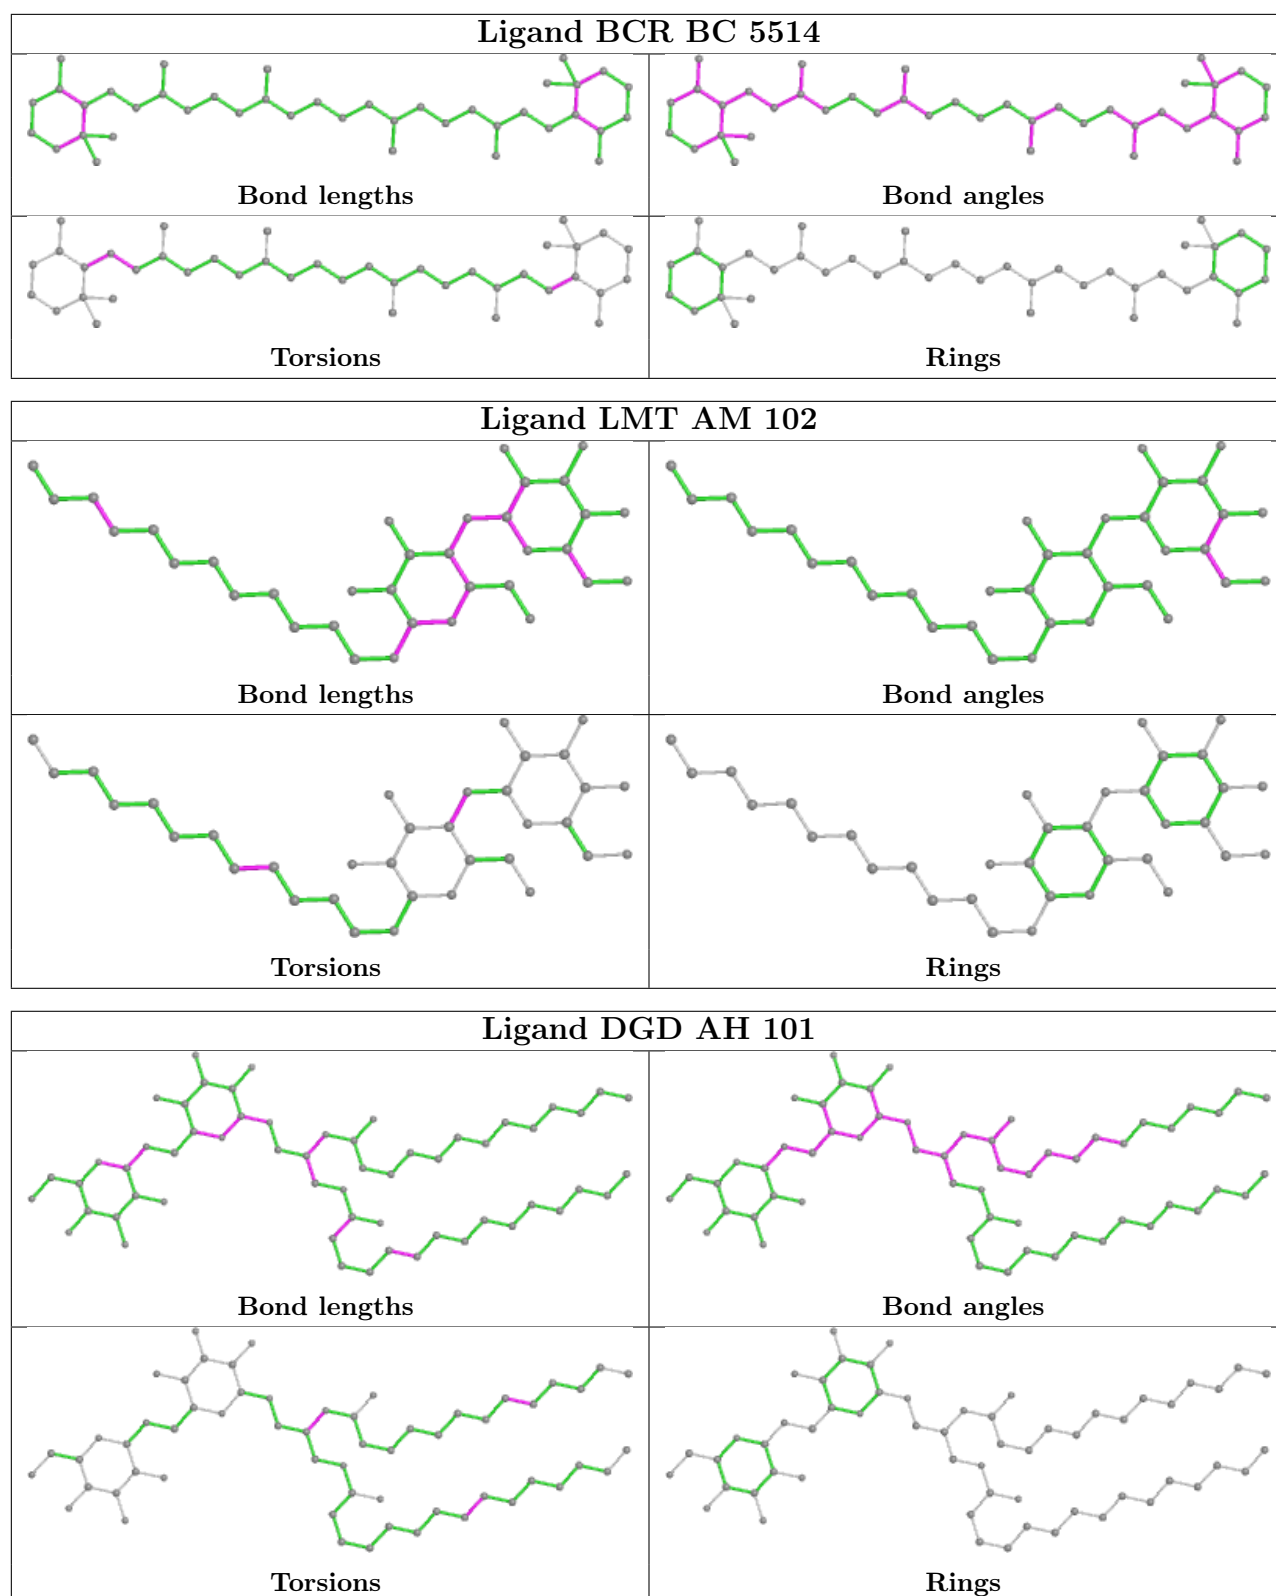 Ligand BCR BC 5514
Bond lengths
Bond angles
Torsions
Rings
Ligand LMT AM 102
Bond lengths
Bond angles
Torsions
Rings
Ligand DGD AH 101
Bond lengths
Bond angles
Torsions
Rings